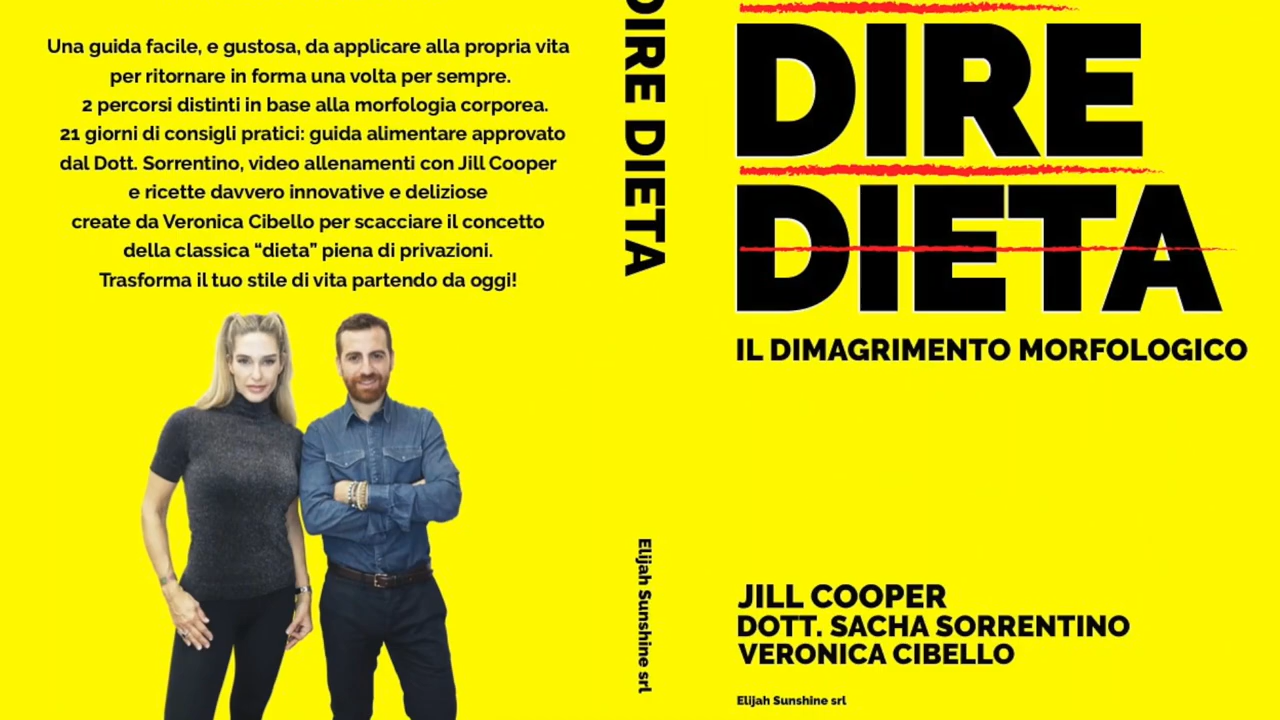 Una guida facile, e gustosa, da applicare alla propria vita
per ritornare in forma una volta per sempre.
2 percorsi distinti in base alla morfologia corporea.
21 giorni di consigli pratici: guida alimentare approvato
dal Dott. Sorrentino, video allenamenti con Jill Cooper
e ricette davvero innovative e deliziose
create da Veronica Cibello per scacciare il concetto
della classica “dieta” piena di privazioni.
Trasforma il tuo stile di vita partendo da oggi!
DIRE DIETA
Elijah Sunshine srl
DIRE
DIETA
IL DIMAGRIMENTO MORFOLOGICO
JILL COOPER
DOTT. SACHA SORRENTINO
VERONICA CIBELLO
Elijah Sunshine srl